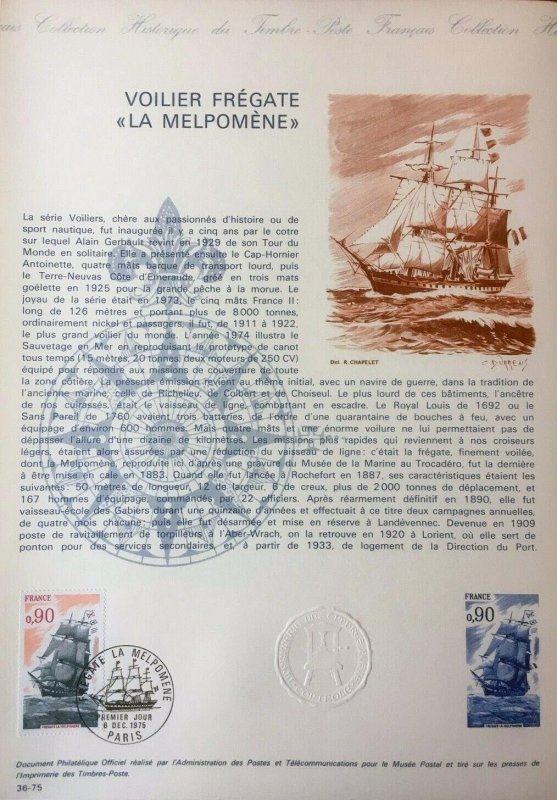 ais Collection Historique du Timbre-Poste Français Collection Hi
VOILIER FRÉGATE
«LA MELPOMÈNE»
La série Voiliers, chère aux passionnés d'histoire ou de
sport nautique, fut inaugurée il y a cinq ans par le cotre
sur lequel Alain Gerbault revint en 1929 de son Tour du
Monde en solitaire. Elle a présenté ensuite le Cap-Hornier
Antoinette, quatre mâts barque de transport lourd, puis
le Terre-Neuvas Côte d'Emeraude, gréé en trois mats
goélette en 1925 pour la grande pêche à la morue. Le
joyau de la série était en 1973, le cinq mâts France II :
long de 126 mètres et portant plus de 8 000 tonnes,
ordinairement nickel et passagers, il fut, de 1911 à 1922,
le plus grand voilier du monde. L'année 1974 illustra le
Sauvetage en Mer en reproduisant le prototype de canot
tous temps (14 mètres, 20 tonnes, deux moteurs de 250 CV)
équipé pour répondre aux missions de secours sur toute
la zone côtière. La présente émission revient au thème initial, avec un navire de guerre, dans la tradition de
l'ancienne marine, celle de Richelieu, de Colbert et de Choiseul. Le plus lourd de ces bâtiments, l'ancêtre
de nos cuirassés, était le vaisseau de ligne, combattant en escadre. Le Royal Louis de 1692 ou le
Sans Pareil de 1760 avaient trois batteries, de l'ordre d'une quarantaine de bouches à feu, avec un
équipage de 600 hommes. Mais quatre mâts et une énorme voilure ne lui permettaient pas de
dépasser l'allure d'une dizaine de kilomètres. Les missions plus rapides qui reviennent à nos croiseurs
légers, étaient alors assurées par une réduction du vaisseau de ligne : c'était la frégate, finement voilée,
dont la Melpomène, reproduite ici d'après une gravure du Musée de la Marine au Trocadéro, fut la dernière
à être mise en cale en 1883. Quand elle fut lancée à Rochefort en 1887, ses caractéristiques étaient les
suivantes: 50 mètres de longueur, 12 de largeur, 6 de creux, plus de 2 000 tonnes de déplacement, et
167 hommes d'équipage commandés par 22 officiers. Après réarmement définitif en 1890, elle fut
vaisseau-école des Gabiers durant une quinzaine d'années et effectuait à ce titre deux campagnes annuelles,
de quatre mois chacune; puis elle fut désarmée et mise en réserve à Landévennec. Devenue en 1909
poste de ravitaillement de torpilleurs à l'Aber-Wrach, on la retrouve en 1920 à Lorient, où elle sert de
ponton pour des services secondaires et, à partir de 1933, de logement de la Direction du Port.
Del. R. CHAPELET
C. DURRENS
FRANCE
0,90
POSTES
FRÉGATE LA MELPOMÈNE
FRÉGATE LA MELPOMÈNE
PREMIER JOUR
6 DEC. 1975
PARIS
FRANCE
0,90
POSTES
FRÉGATE LA MELPOMÈNE
Document Philatélique Officiel réalisé par l'Administration des Postes et Télécommunications pour le Musée Postal et tiré sur les presses de
l'Imprimerie des Timbres-Poste.
36-75